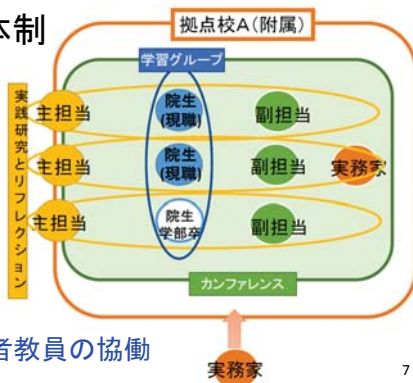 本制
拠点校A(附属)
学習グループ
実践研究とリフレクション
主担当
院生
(現職)
副担当
主担当
院生
(現職)
副担当
実務家
主担当
院生
学部卒
副担当
カンファレンス
者教員の協働
実務家
7